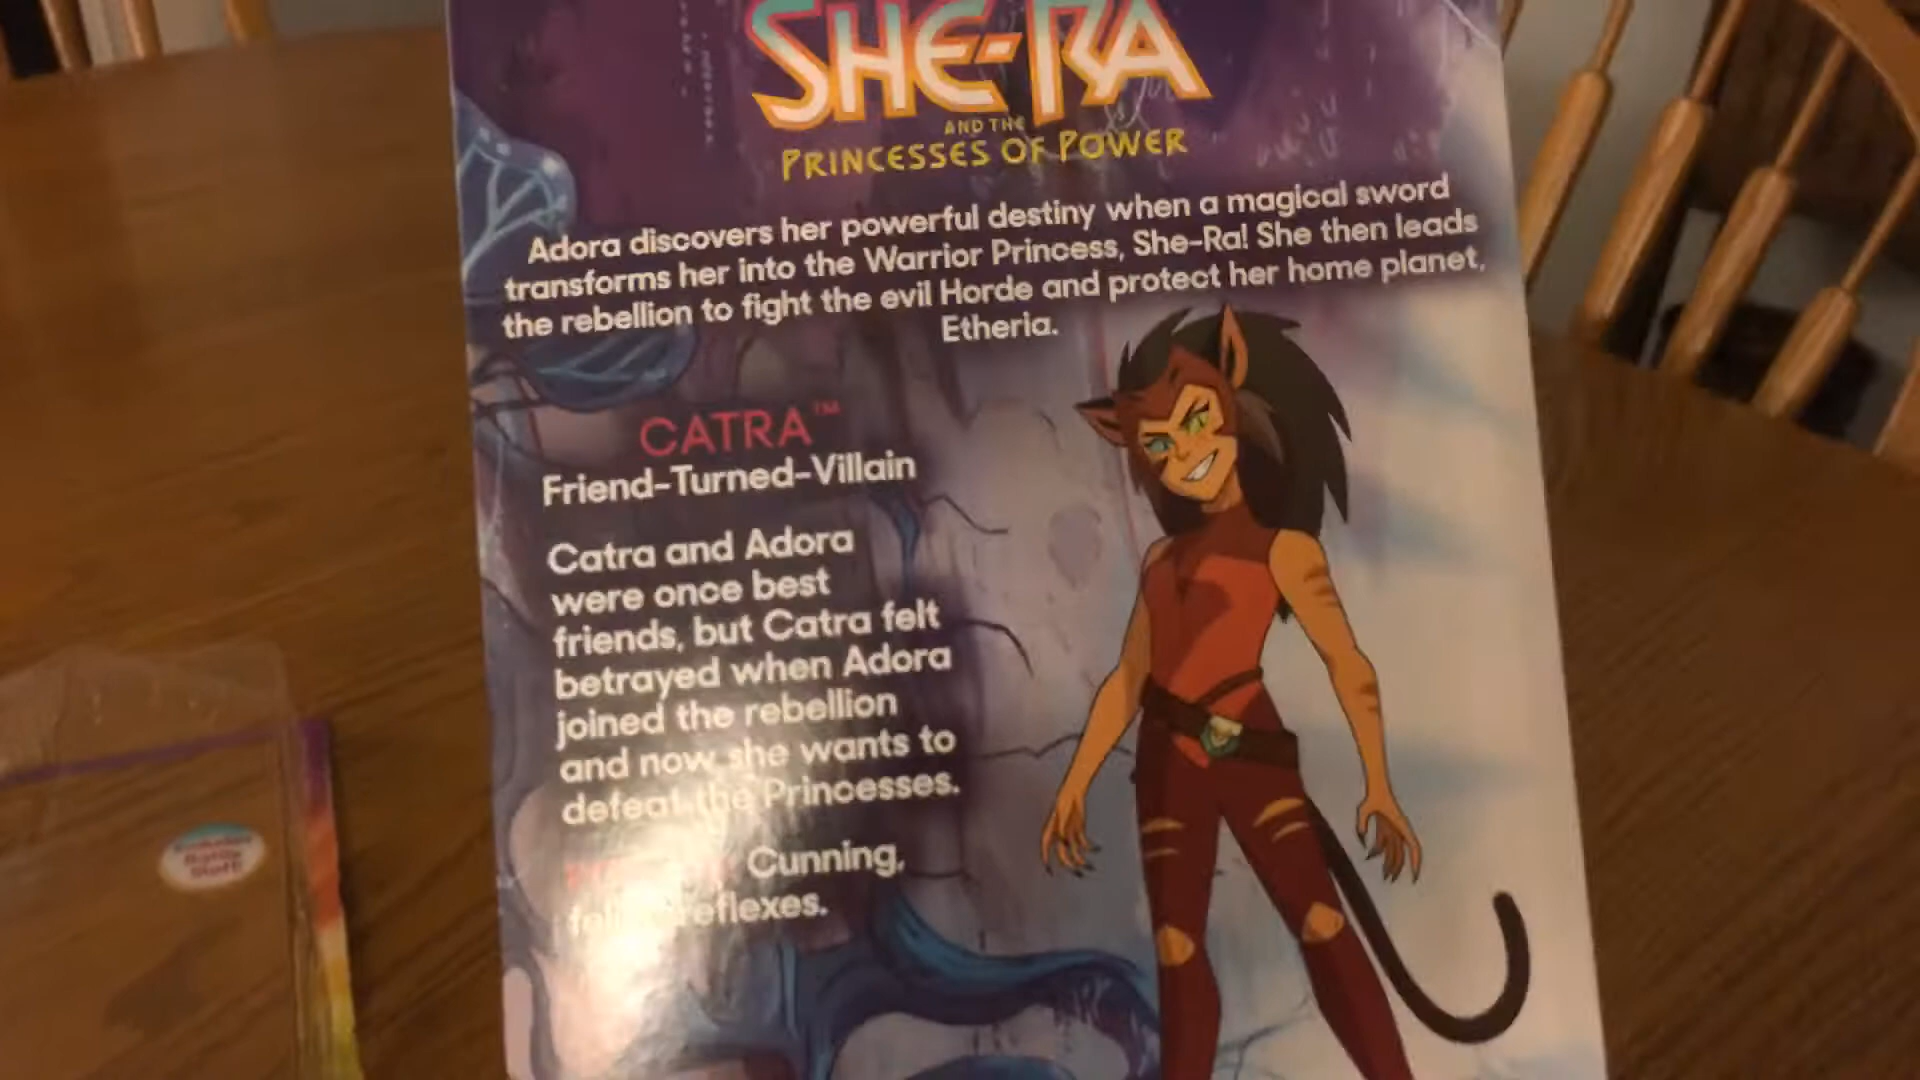 SHE-RA
AND THE
PRINCESSES OF POWER
Adora discovers her powerful destiny when a magical sword
transforms her into the Warrior Princess, She-Ra! She then leads
the rebellion to fight the evil Horde and protect her home planet,
Etheria.
CATRA™
Friend-Turned-Villain
Catra and Adora
were once best
friends, but Catra felt
betrayed when Adora
joined the rebellion
and now she wants to
defeat the Princesses.
Cunning,
reflexes.
Battle
Staff!